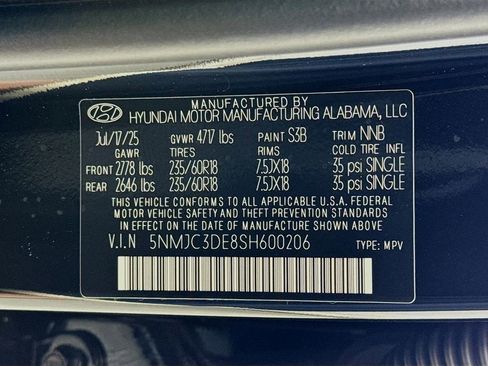 MANUFACTURED BY
HYUNDAI MOTOR MANUFACTURING ALABAMA, LLC
Jul/17/25 GVWR 4717 lbs PAINT S3B TRIM NNB
GAWR TIRES RIMS COLD TIRE INFL
FRONT 2778 lbs 235/60R18 7.5JX18 35 psi SINGLE
REAR 2646 lbs 235/60R18 7.5JX18 35 psi SINGLE
THIS VEHICLE CONFORMS TO ALL APPLICABLE U.S.A. FEDERAL
MOTOR VEHICLE SAFETY AND THEFT PREVENTION STANDARDS
IN EFFECT ON THE DATE OF MANUFACTURE SHOWN ABOVE.
V.I.N 5NMJC3DE8SH600206 TYPE: MPV